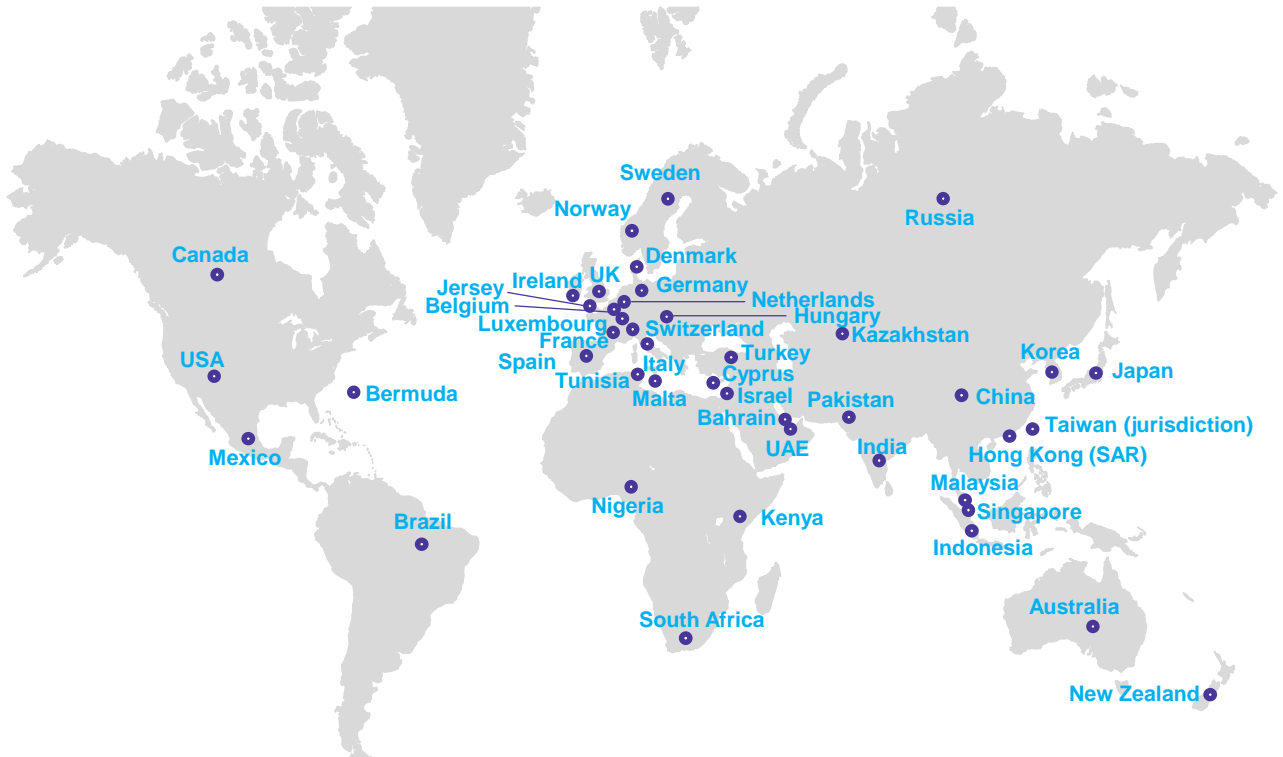 Sweden
Norway
Russia
Denmark
Canada
Ireland
UK
Jersey
Germany
Belgium
Netherlands
Hungary
Luxembourg
Switzerland
Kazakhstan
France
Korea
USA
Spain
Italy
Turkey
Japan
Tunisia
Cyprus
Bermuda
Malta
Israel
China
Bahrain
Pakistan
Taiwan (jurisdiction)
UAE
India
Hong Kong (SAR)
Mexico
Malaysia
Nigeria
Singapore
Brazil
Kenya
Indonesia
Australia
South Africa
New Zealand